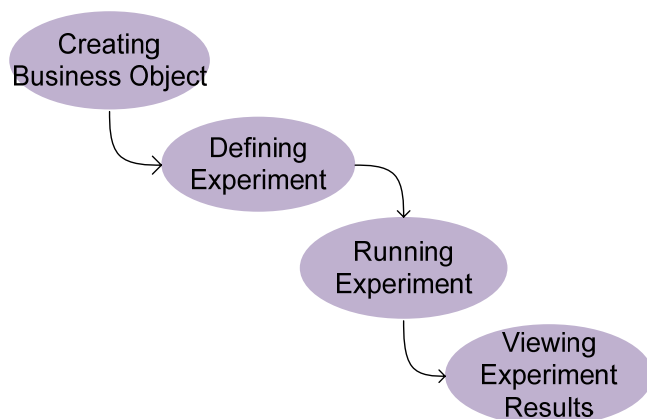 Creating
Business Object
Defining
Experiment
Running
Experiment
Viewing
Experiment
Results